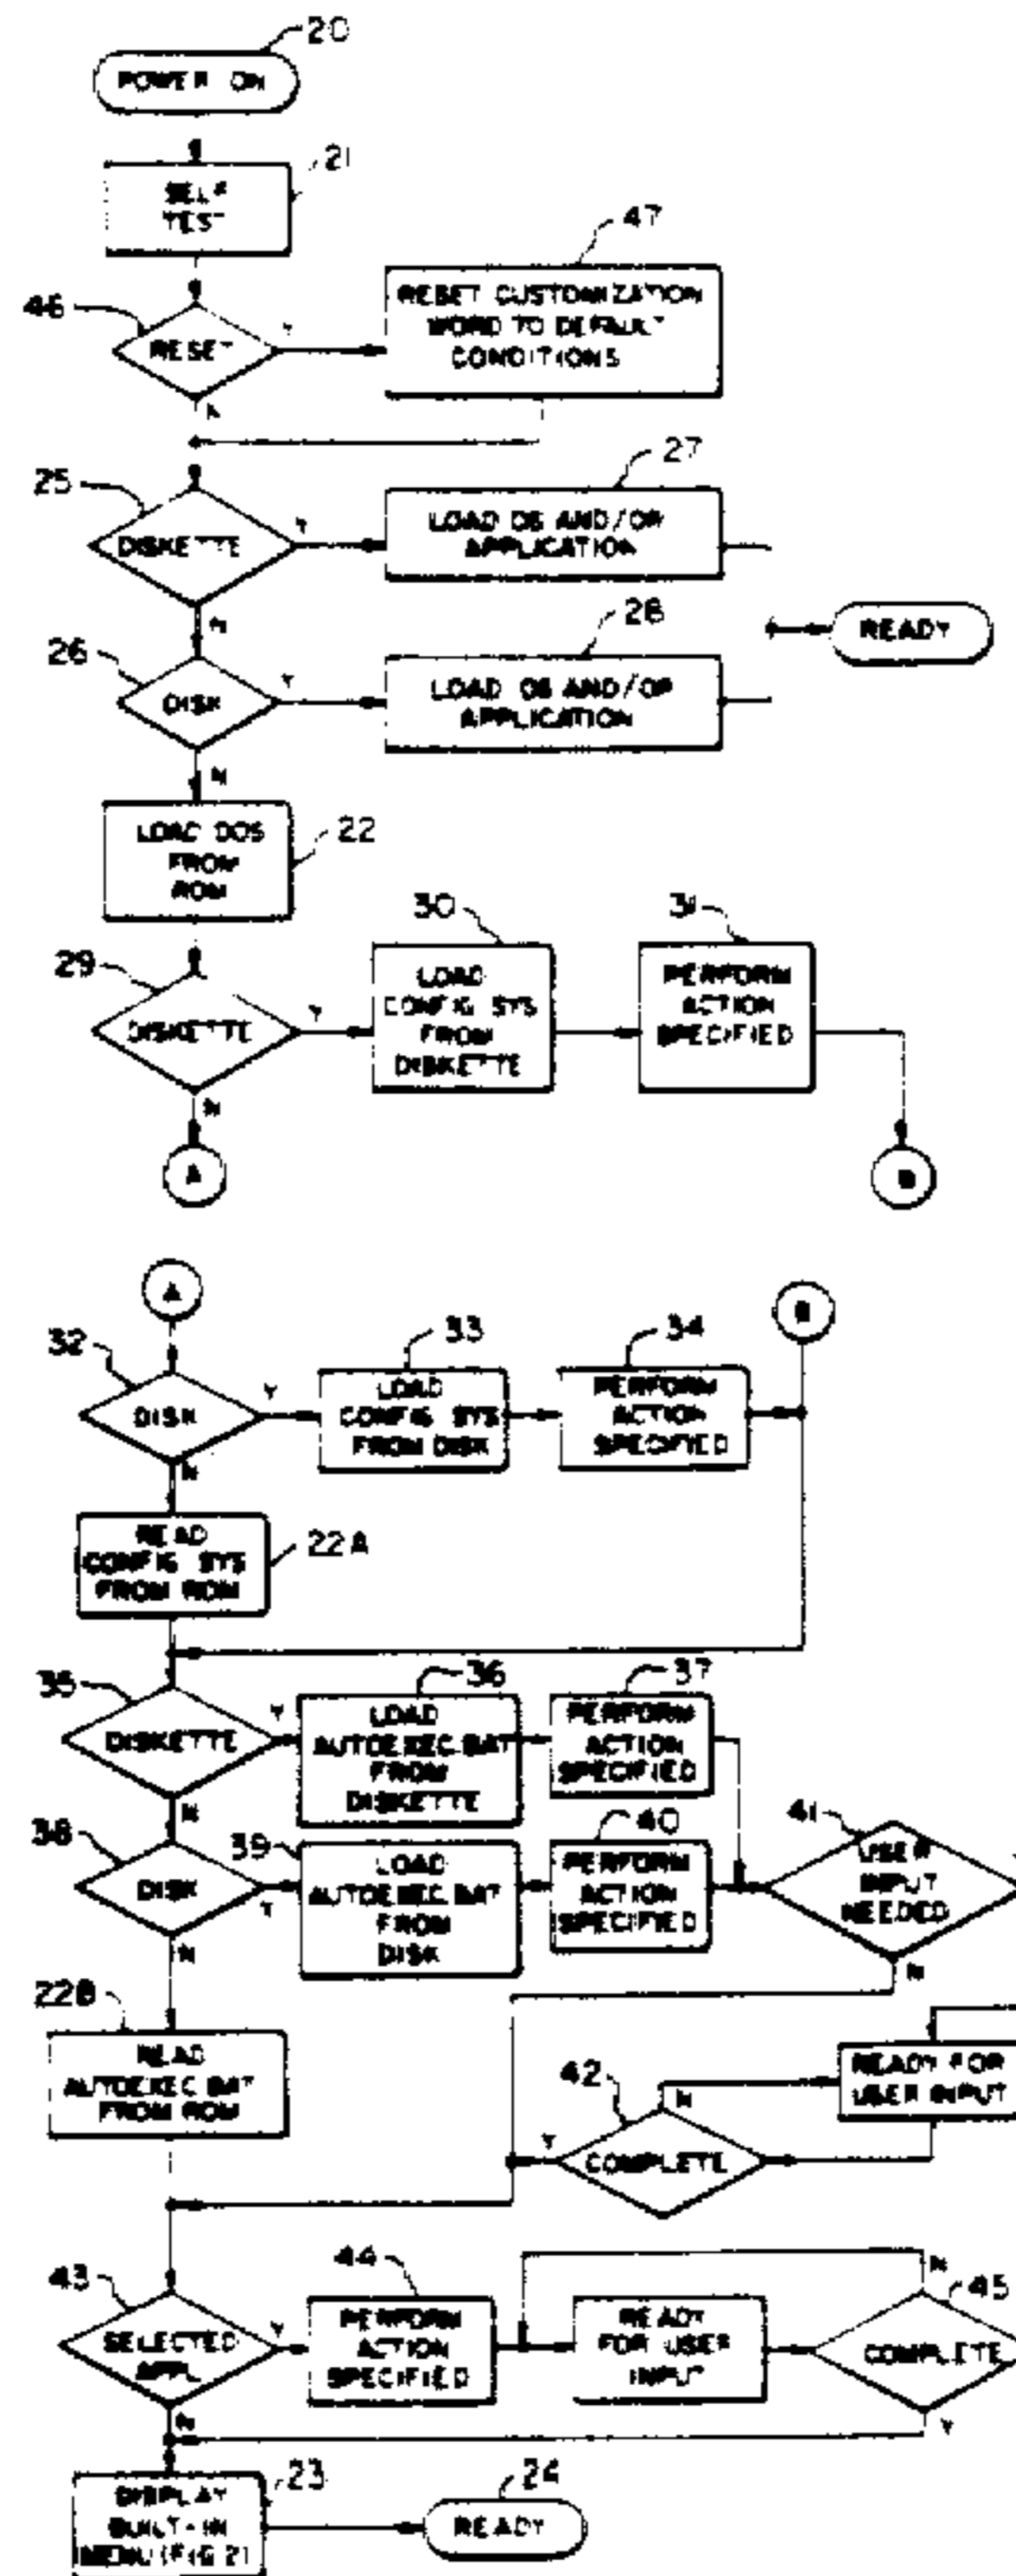 20
POWER ON
21
SELF
TEST
47
46
RESET
Y
RESET CUSTOMIZATION
WORD TO DEFAULT
CONDITIONS
N
25
27
DISKETTE
Y
LOAD OS AND/OR
APPLICATION
N
28
READY
26
DISK
Y
LOAD OS AND/OR
APPLICATION
N
LOAD DOS
FROM
ROM
22
30
31
29
DISKETTE
Y
LOAD
CONFIG SYS
FROM
DISKETTE
PERFORM
ACTION
SPECIFIED
N
A
B
A
B
32
33
34
DISK
Y
LOAD
CONFIG SYS
FROM DISK
PERFORM
ACTION
SPECIFIED
N
READ
CONFIG SYS
FROM ROM
22A
35
36
37
DISKETTE
Y
LOAD
AUTOEXEC.BAT
FROM
DISKETTE
PERFORM
ACTION
SPECIFIED
N
38
39
40
41
DISK
Y
LOAD
AUTOEXEC.BAT
FROM
DISK
PERFORM
ACTION
SPECIFIED
USER
INPUT
NEEDED
N
N
22B
READ
AUTOEXEC.BAT
FROM ROM
42
N
READY FOR
USER INPUT
Y
COMPLETE
43
44
N
45
SELECTED
APPL
Y
PERFORM
ACTION
SPECIFIED
READY
FOR USER
INPUT
COMPLETE
N
Y
DISPLAY
BUILT-IN
MENU (FIG 2)
23
24
READY